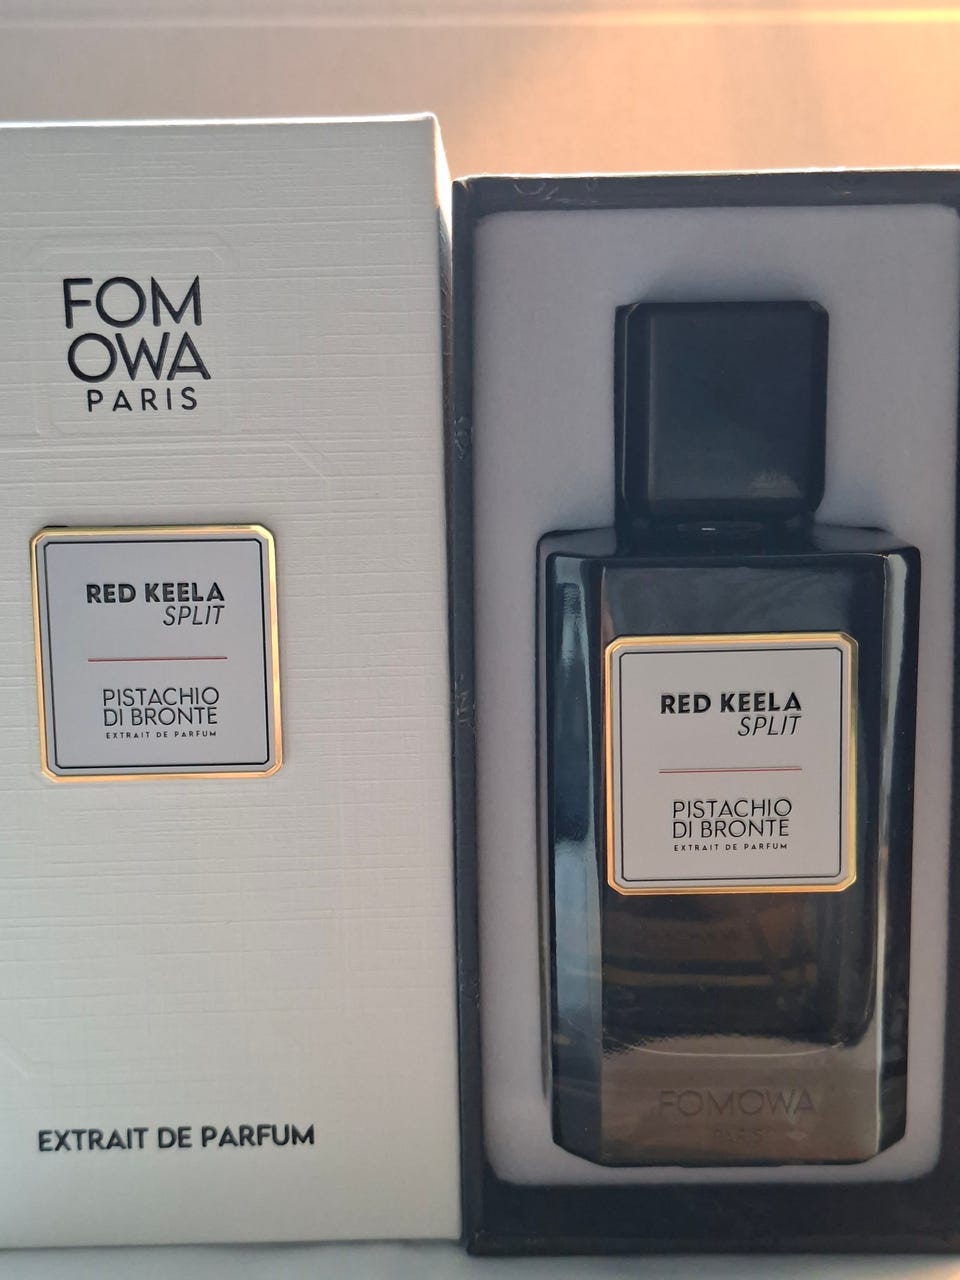 FOM
OWA
PARIS
RED KEELA
SPLIT
PISTACHIO
DI BRONTE
EXTRAIT DE PARFUM
EXTRAIT DE PARFUM
RED KEELA
SPLIT
PISTACHIO
DI BRONTE
EXTRAIT DE PARFUM
FOMOWA
PARIS